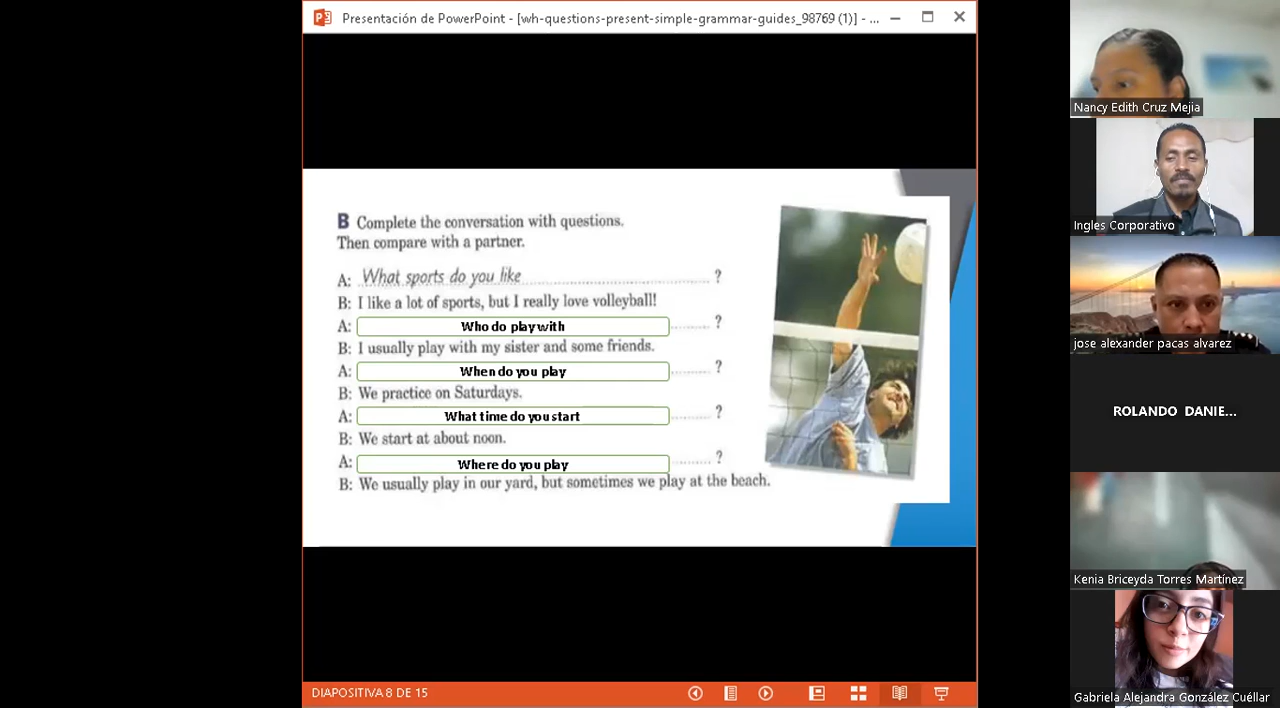 Presentación de PowerPoint - [wh-questions-present-simple-grammar-guides_98769 (1)] - ...
B Complete the conversation with questions.
Then compare with a partner.
A: What sports do you like ?
B: I like a lot of sports, but I really love volleyball!
A: Who do play with ?
B: I usually play with my sister and some friends.
A: When do you play ?
B: We practice on Saturdays.
A: What time do you start ?
B: We start at about noon.
A: Where do you play ?
B: We usually play in our yard, but sometimes we play at the beach.
DIAPOSITIVA 8 DE 15
Nancy Edith Cruz Mejia
Ingles Corporativo
jose alexander pacas alvarez
ROLANDO DANIE...
Kenia Briceyda Torres Martínez
Gabriela Alejandra González Cuéllar